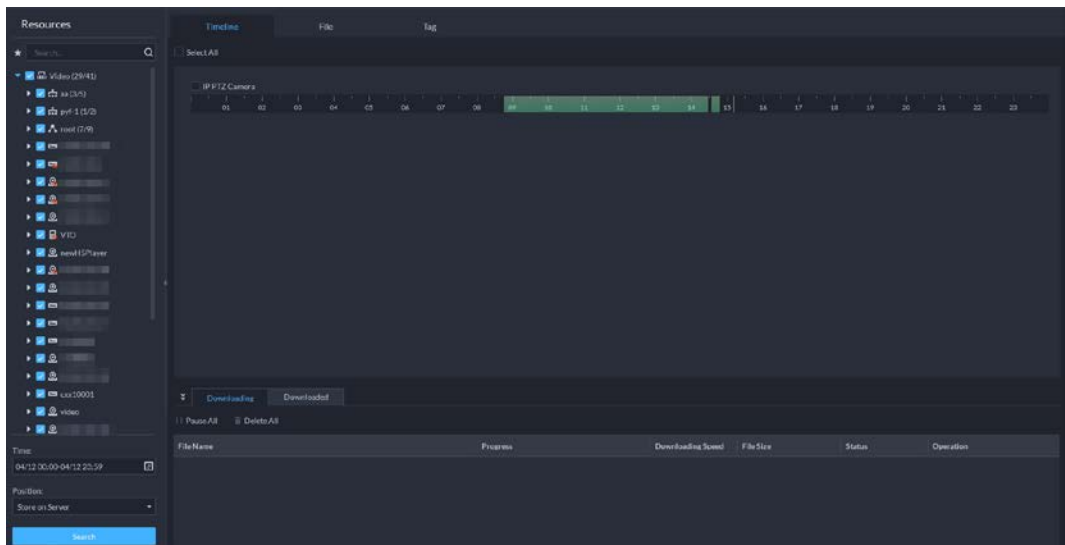 Resources
Timeline File Tag
Search...
Select All
Video (29/41)
IP PTZ Camera
xx (3/5)
01 02 03 04 05 06 07 08 09 10 11 12 13 14 15 16 17 18 19 20 21 22 23
pyf-1 (1/2)
root (7/9)
VTO
newHSPlayer
cxx10001
video
Downloading Downloaded
Pause All Delete All
File Name Progress Downloading Speed File Size Status Operation
Time:
04/12 00:00-04/12 23:59
Position:
Store on Server
Search